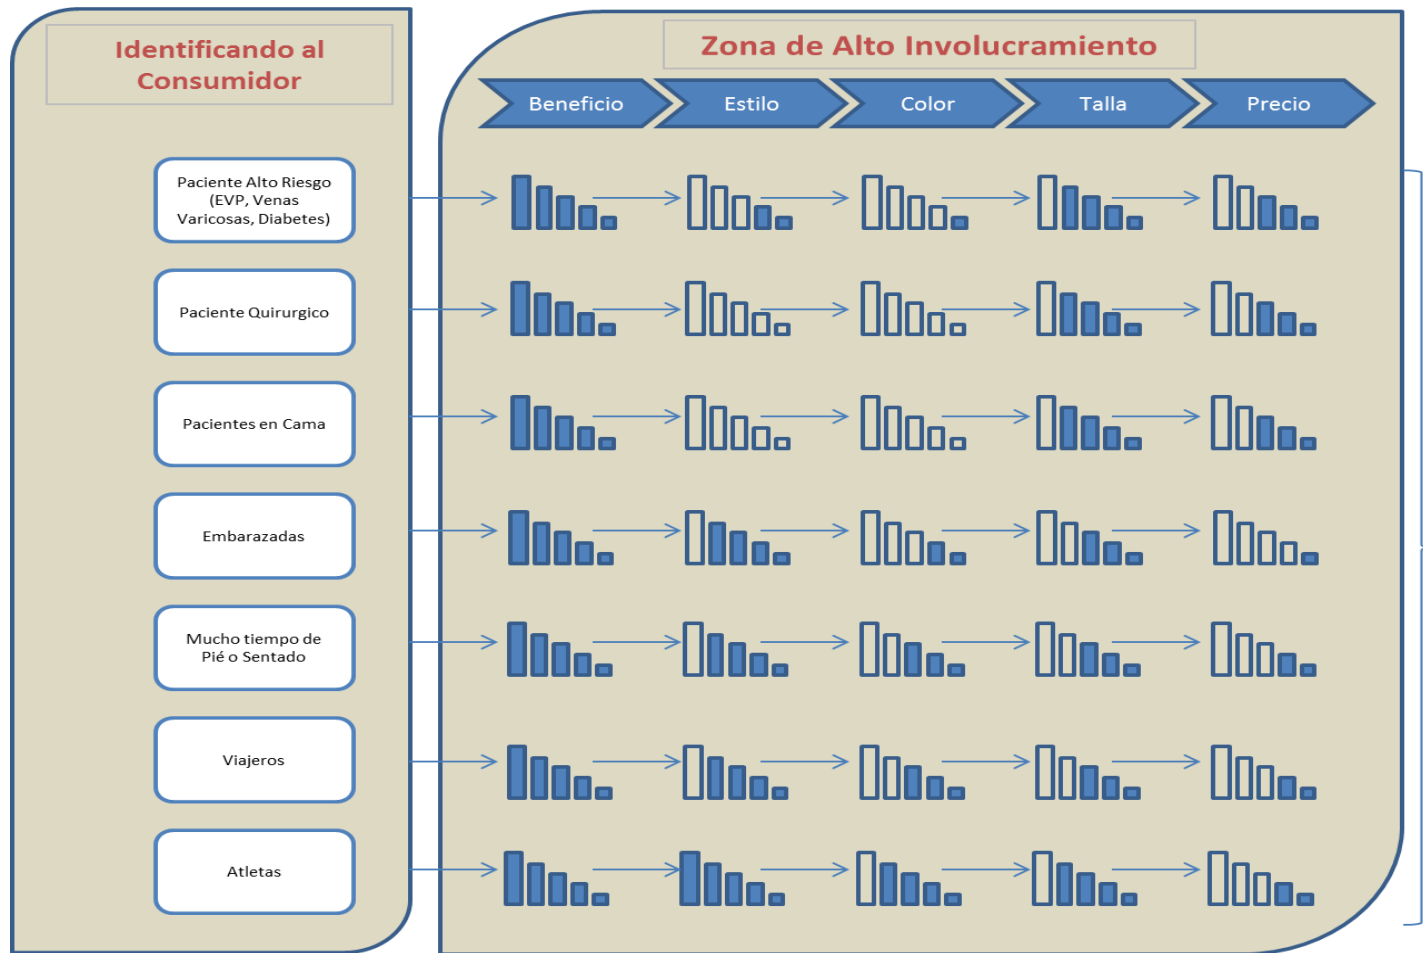 Identificando al
Consumidor
Zona de Alto Involucramiento
Beneficio
Estilo
Color
Talla
Precio
Paciente Alto Riesgo
(EVP, Venas
Varicosas, Diabetes)
Paciente Quirurgico
Pacientes en Cama
Embarazadas
Mucho tiempo de
Pié o Sentado
Viajeros
Atletas